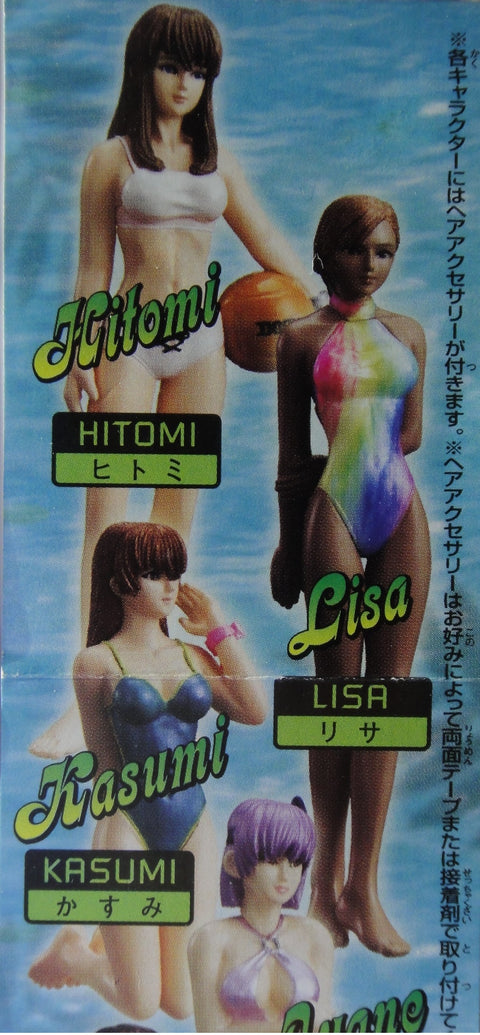 ※各キャラクターにはヘアアクセサリーが付きます。※ヘアアクセサリーはお好みによって両面テープまたは接着剤で取り付けて
Hitomi
HITOMI
ヒトミ
Lisa
LISA
リサ
Kasumi
KASUMI
かすみ
Ayane